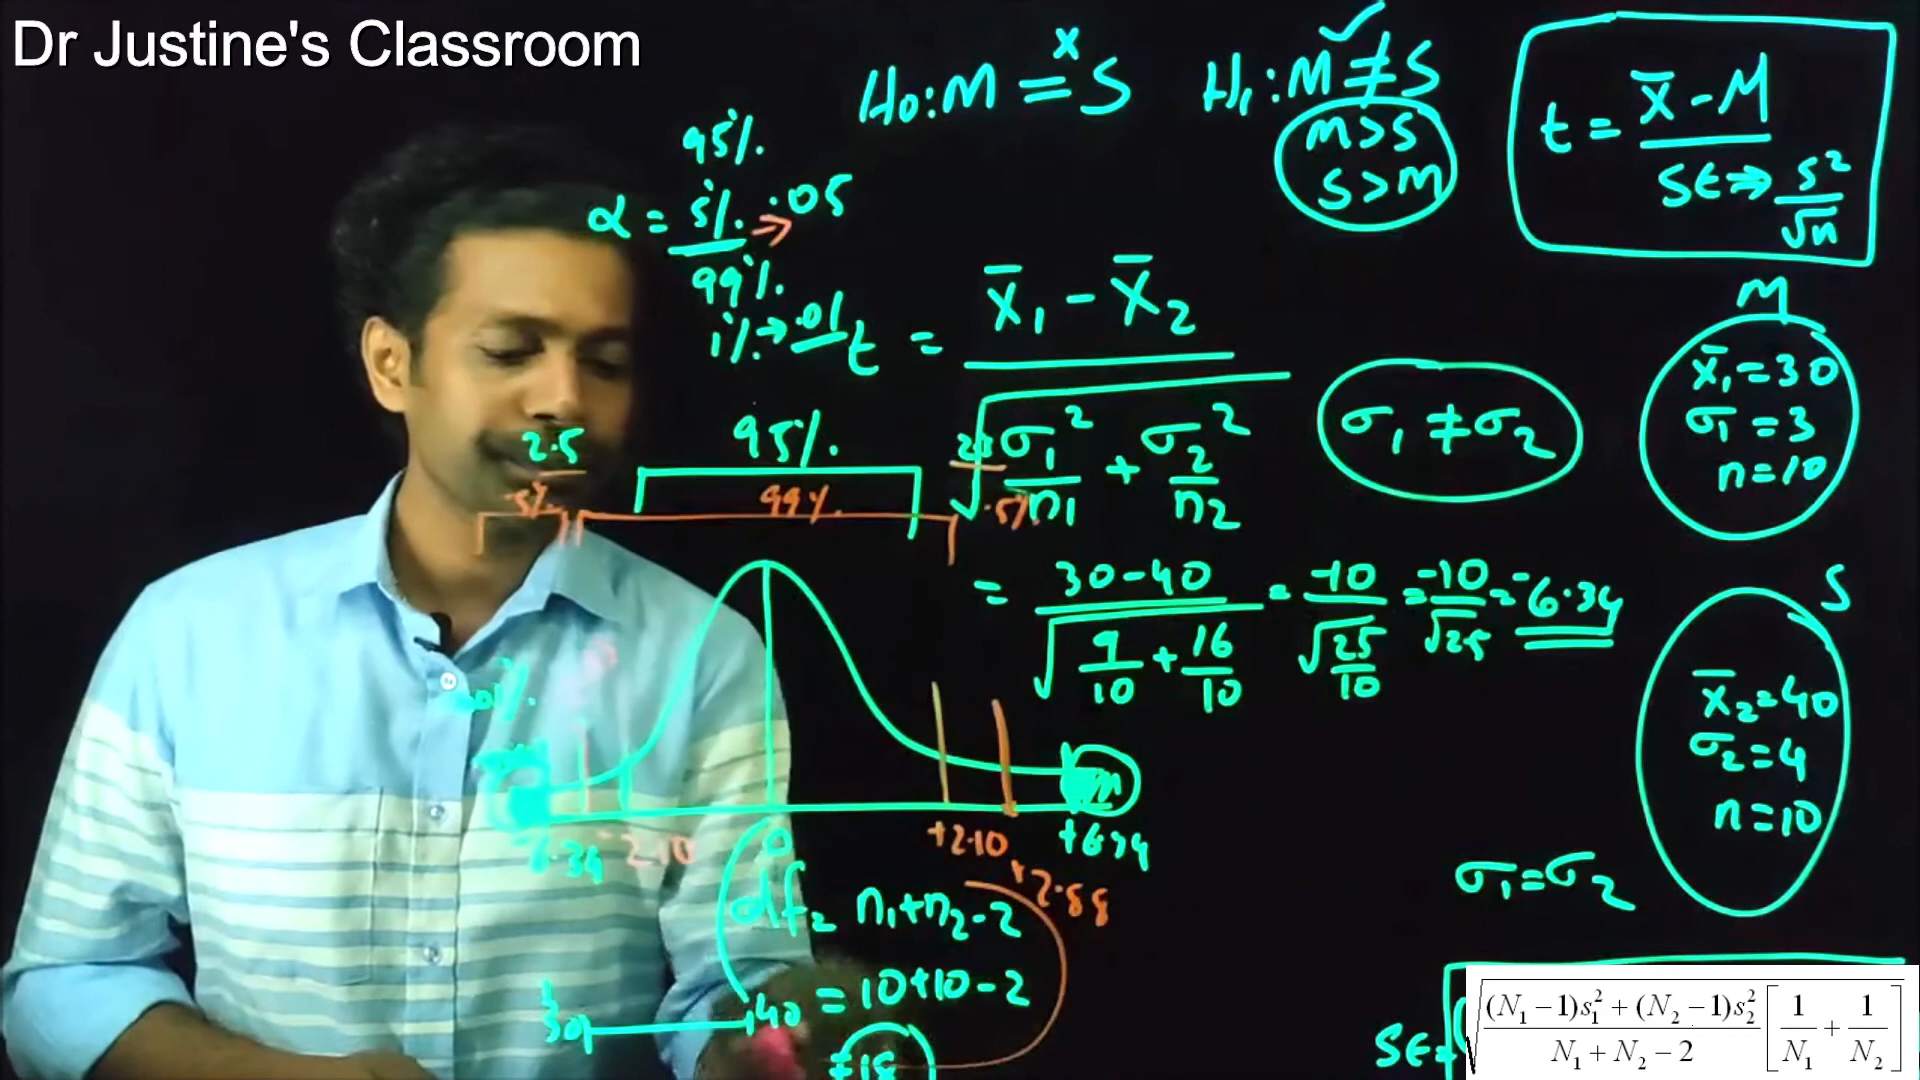 Dr Justine's Classroom
H₀: M = S
x
H₁: M ≠ S
m>s
s>m
t = x̄ - M
SE ⇒ s²
√n
95%.
α = 5%. → .05
99%.
1%. → .01
t = x̄₁ - x̄₂
√ σ₁²/n₁ + σ₂²/n₂
σ₁ ≠ σ₂
M
x̄₁ = 30
σ₁ = 3
n = 10
2.5
95%.
.5%
99%.
.5%
= 30-40 / √(9/10 + 16/10) = -10 / √(25/10) = -10 / √2.5 = -6.34
S
x̄₂ = 40
σ₂ = 4
n = 10
6.34
-2.10
0
+2.10
+6.34
+2.88
df = n₁+n₂-2
= 10+10-2
= 18
30
40
σ₁ = σ₂
SE = √ (N₁ −1)s₁² + (N₂ −1)s₂² / N₁ + N₂ − 2 [1/N₁ + 1/N₂]